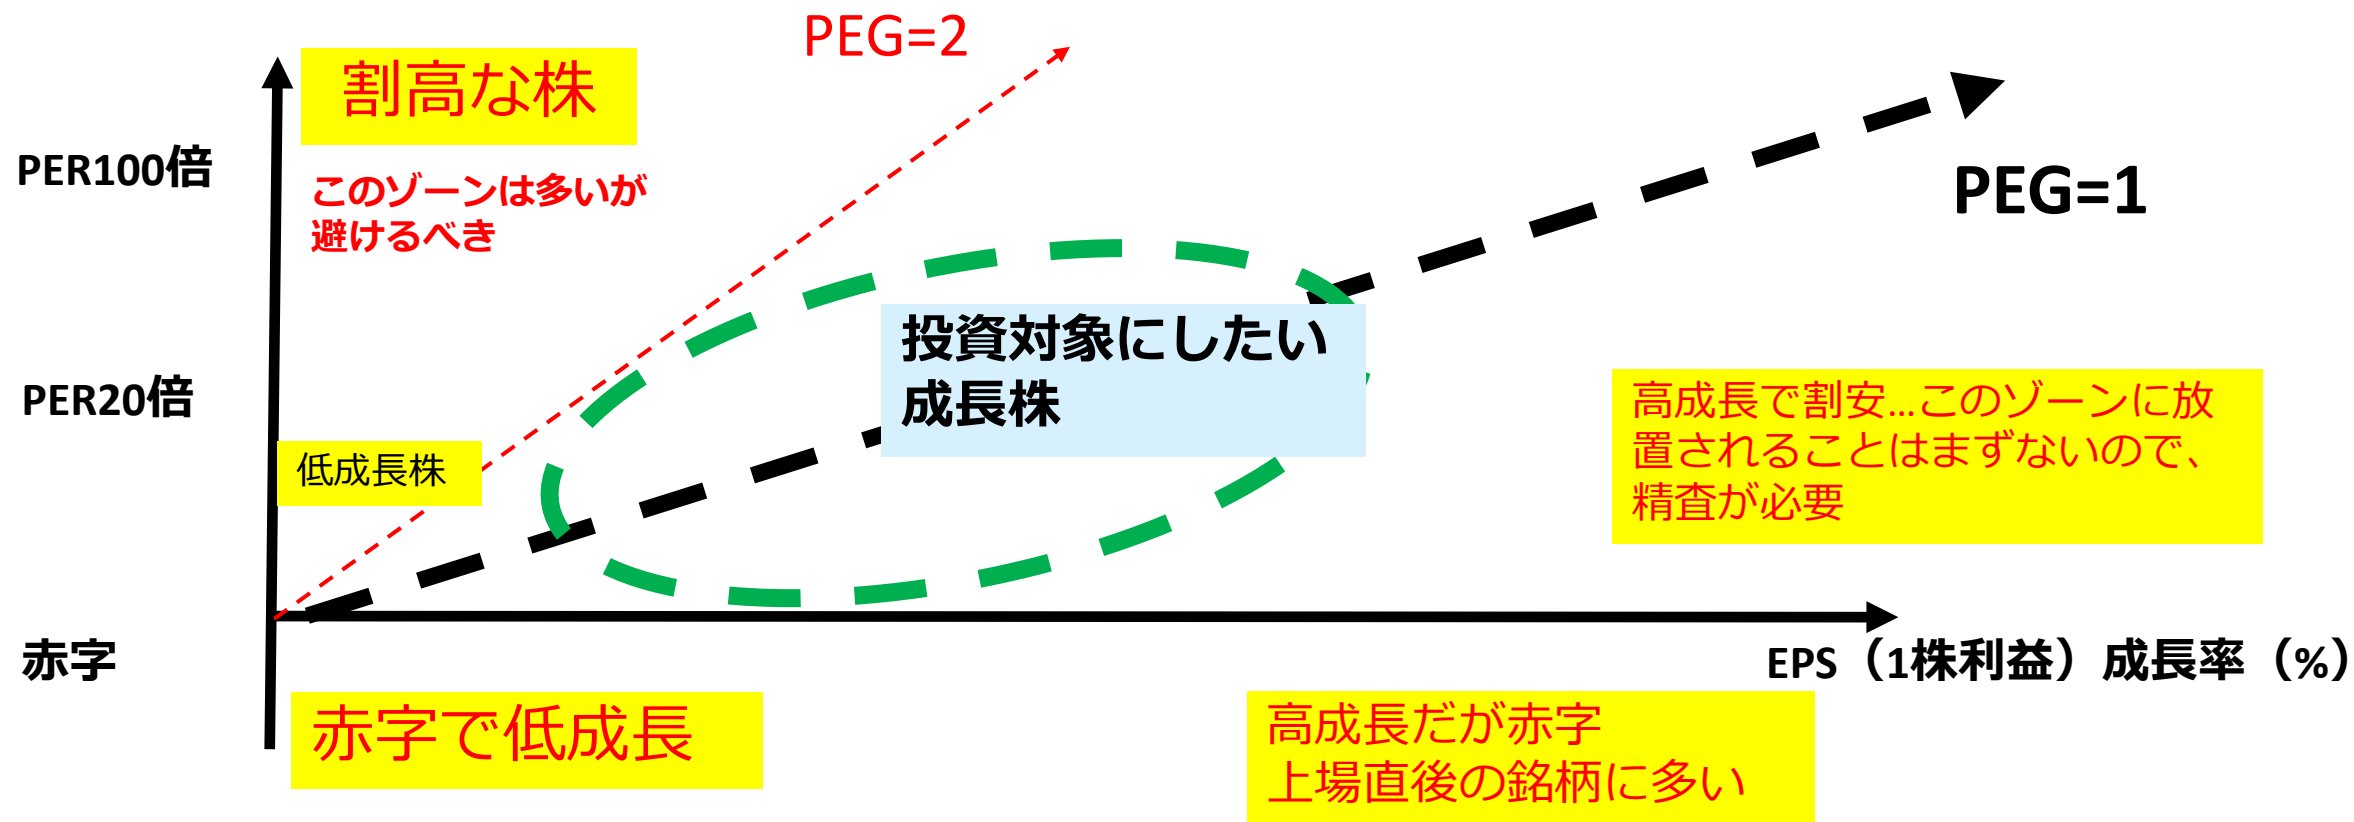 PEG=2
割高な株
PER100倍
このゾーンは多いが
避けるべき
PEG=1
投資対象にしたい
成長株
PER20倍
高成長で割安…このゾーンに放
置されることはまずないので、
精査が必要
低成長株
赤字
EPS（1株利益）成長率（%）
赤字で低成長
高成長だが赤字
上場直後の銘柄に多い